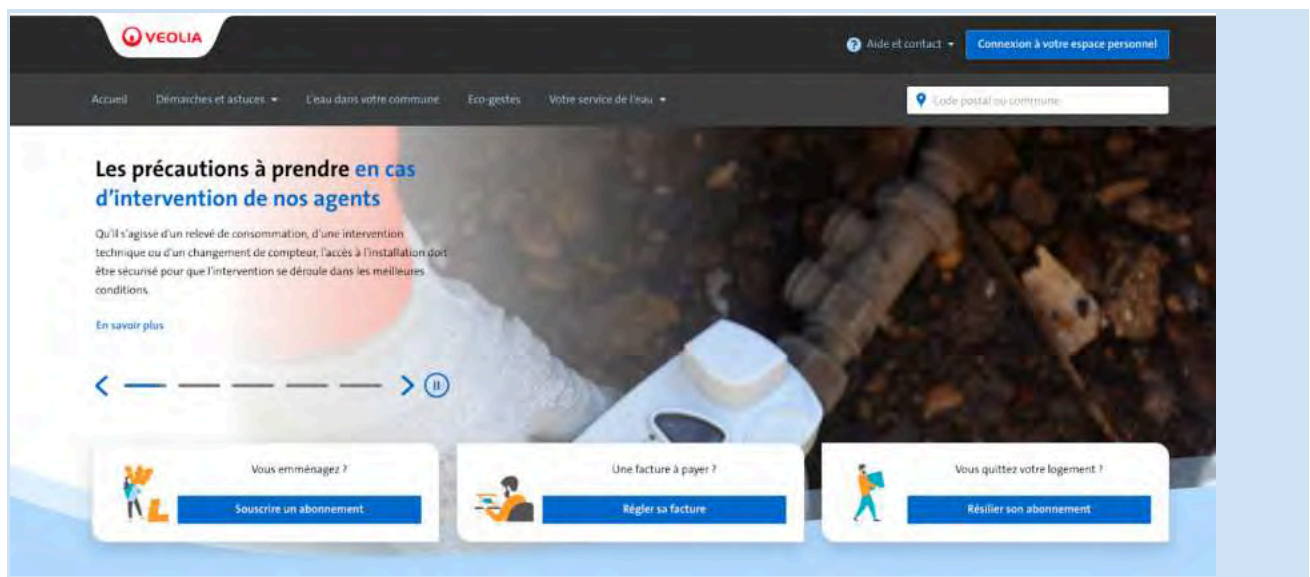 VEOLIA
Aide et contact
Connexion à votre espace personnel
Accueil
Démarches et astuces
L'eau dans votre commune
Eco-gestes
Votre service de l'eau
Code postal ou commune
Les précautions à prendre en cas
d'intervention de nos agents
Qu'il s'agisse d'un relevé de consommation, d'une intervention
technique ou d'un changement de compteur, l'accès à l'installation doit
être sécurisé pour que l'intervention se déroule dans les meilleures
conditions.
En savoir plus
Vous emménagez ?
Souscrire un abonnement
Une facture à payer ?
Régler sa facture
Vous quittez votre logement ?
Résilier son abonnement